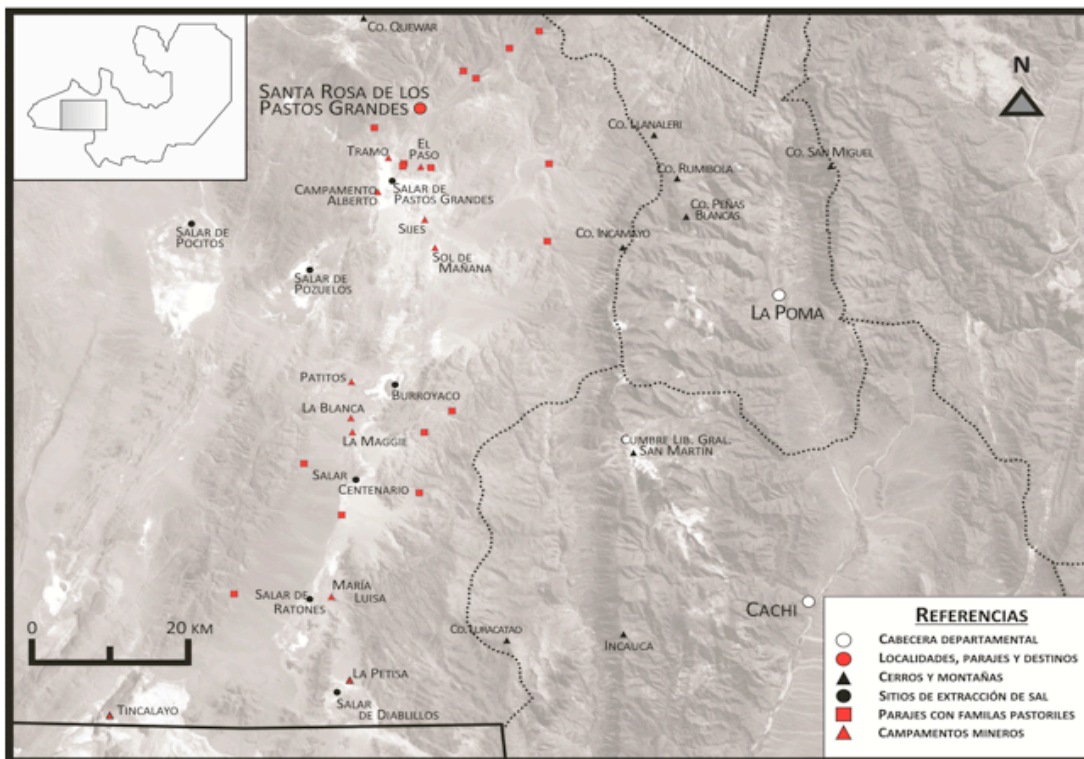 Co. Quewar
N
Santa Rosa de los
Pastos Grandes
Co. Llanaleri
Tramo
El
Paso
Co. San Miguel
Co. Rumibola
Campamento
Alberto
Salar de
Pastos Grandes
Co. Peñas
Blancas
Sijes
Salar de
Pocitos
Co. Incamayo
Sol de
Mañana
Salar de
Pozuelos
La Poma
Patitos
Burroyaco
La Blanca
La Maggie
Cumbre Lib. Gral.
San Martín
Salar
Centenario
María
Luisa
Salar de
Ratones
Cachi
0 20 km
Co. Luracatao
Incauca
La Petisa
Salar
de Diablillos
Tincalayo
Referencias
Cabecera departamental
Localidades, parajes y destinos
Cerros y montañas
Sitios de extracción de sal
Parajes con familas pastoriles
Campamentos mineros